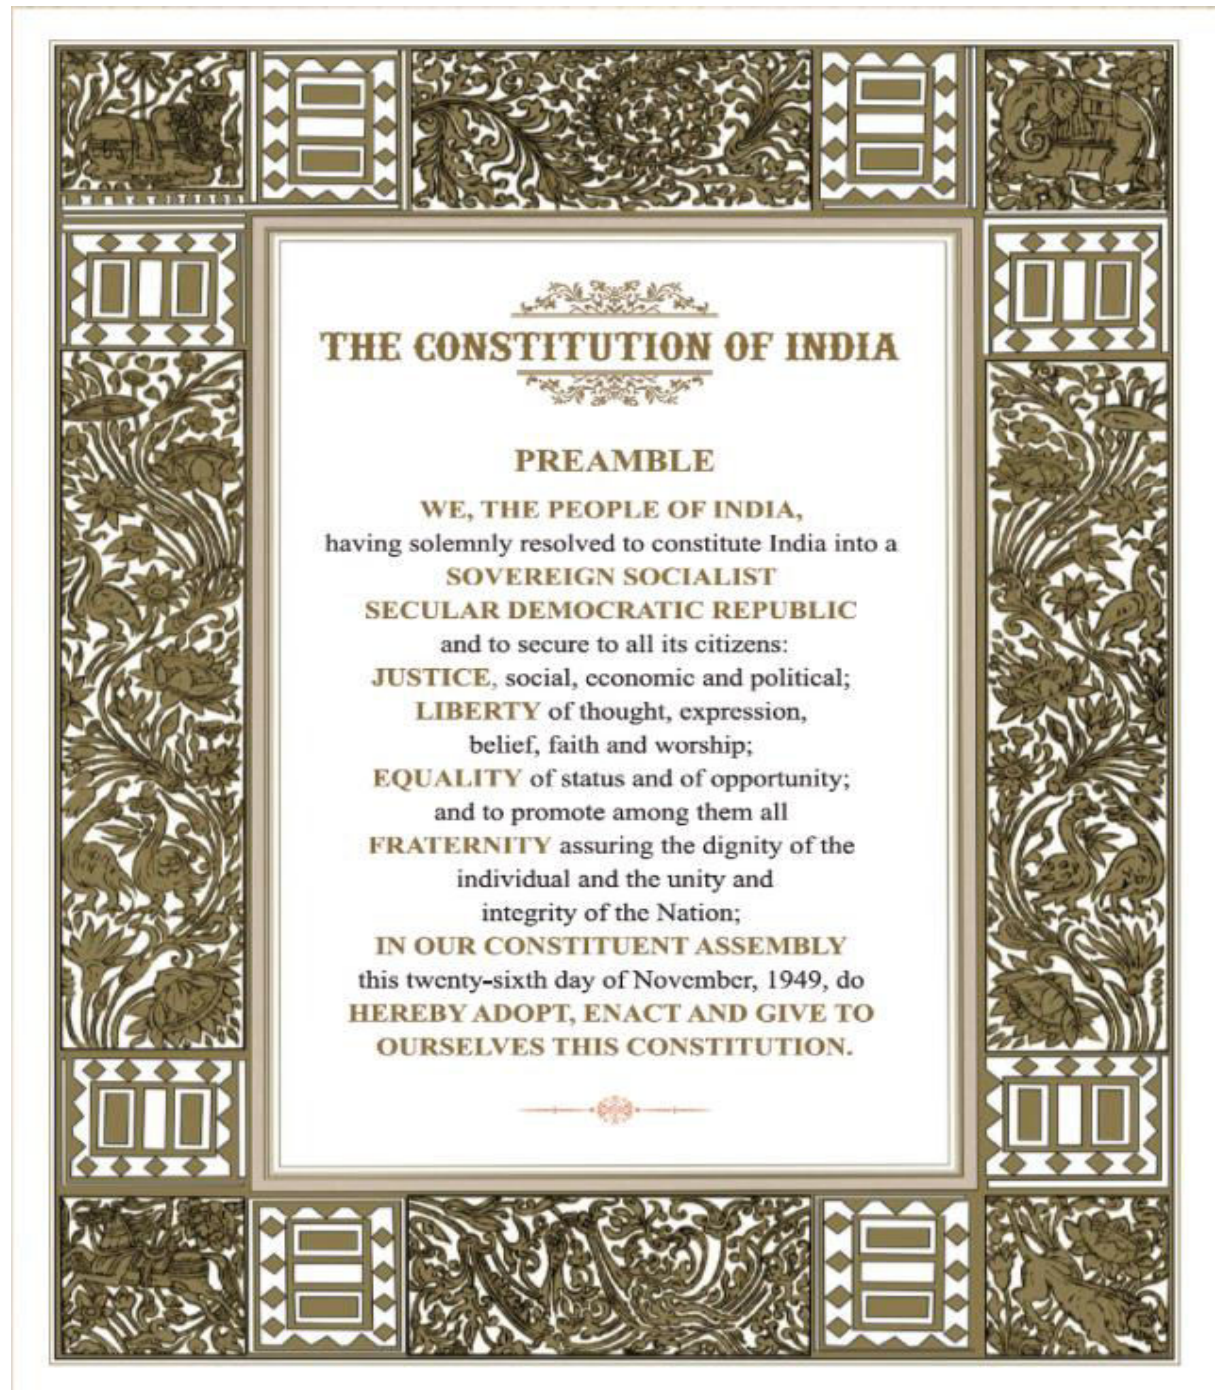 THE CONSTITUTION OF INDIA
PREAMBLE
WE, THE PEOPLE OF INDIA,
having solemnly resolved to constitute India into a
SOVEREIGN SOCIALIST
SECULAR DEMOCRATIC REPUBLIC
and to secure to all its citizens:
JUSTICE, social, economic and political;
LIBERTY of thought, expression,
belief, faith and worship;
EQUALITY of status and of opportunity;
and to promote among them all
FRATERNITY assuring the dignity of the
individual and the unity and
integrity of the Nation;
IN OUR CONSTITUENT ASSEMBLY
this twenty-sixth day of November, 1949, do
HEREBY ADOPT, ENACT AND GIVE TO
OURSELVES THIS CONSTITUTION.